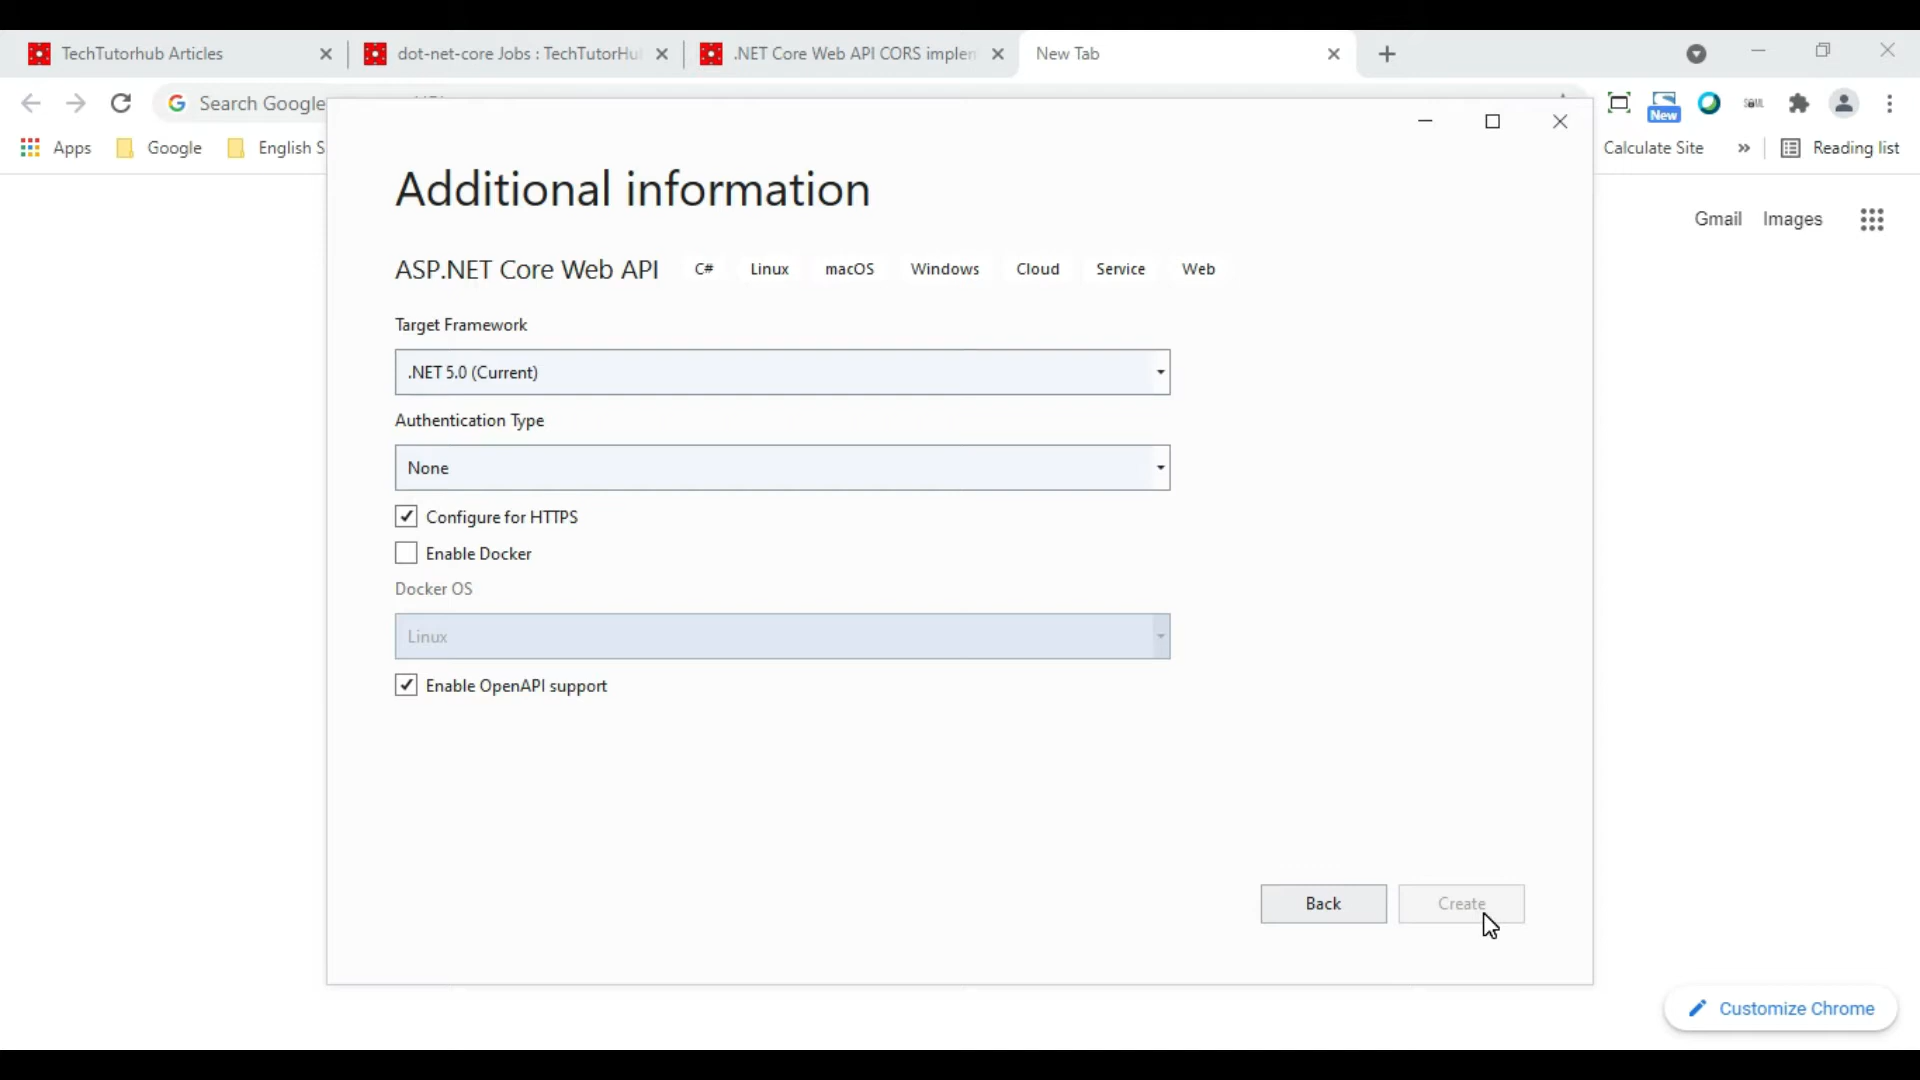 TechTutorhub Articles
dot-net-core Jobs : TechTutorHu
.NET Core Web API CORS implem
New Tab
Search Google
New
Apps
Google
English S
Calculate Site
»
Reading list
Gmail
Images
Additional information
ASP.NET Core Web API C# Linux macOS Windows Cloud Service Web
Target Framework
.NET 5.0 (Current)
Authentication Type
None
Configure for HTTPS
Enable Docker
Docker OS
Linux
Enable OpenAPI support
Back
Create
Customize Chrome